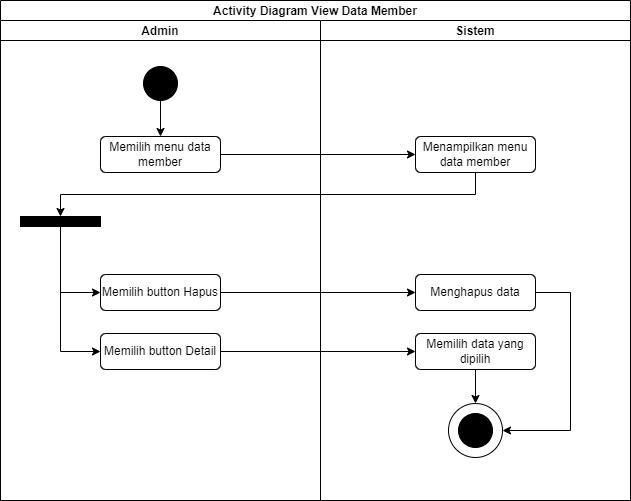 Activity Diagram View Data Member
Admin
Sistem
Memilih menu data
member
Menampilkan menu
data member
Memilih button Hapus
Menghapus data
Memilih button Detail
Memilih data yang
dipilih